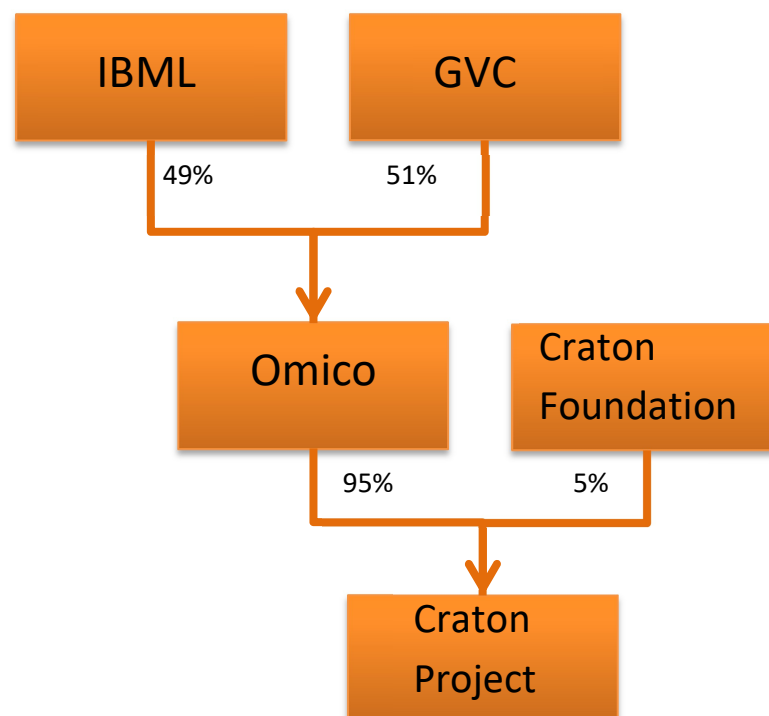 IBML
GVC
49%
51%
Omico
Craton
Foundation
95%
5%
Craton
Project